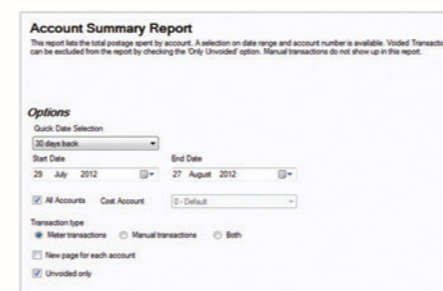 Account Summary Report
This report lists the total postage spent by account. A selection on date range and account number is available. Voided Transactio
can be excluded from the report by checking the 'Only Unvoided' option. Manual transactions do not show up in this report.
Options
Quick Date Selection
30 days back
Start Date End Date
29 July 2012 27 August 2012
All Accounts Cost Account 0 - Default
Transaction type
Meter transactions Manual transactions Both
New page for each account
Unvoided only